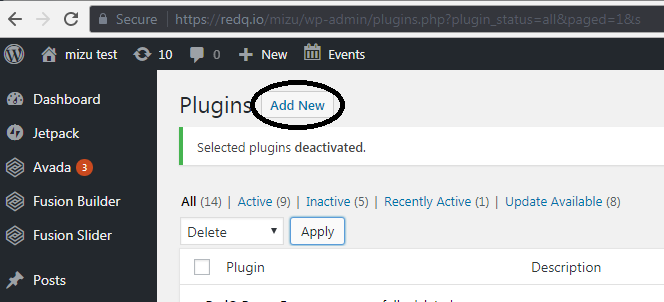 Secure https://redq.io/mizu/wp-admin/plugins.php?plugin_status=all&paged=1&s
mizu test 10 0 New Events
Dashboard
Jetpack
Avada 3
Fusion Builder
Fusion Slider
Posts
Plugins Add New
Selected plugins deactivated.
All (14) | Active (9) | Inactive (5) | Recently Active (1) | Update Available (8)
Delete Apply
Plugin Description